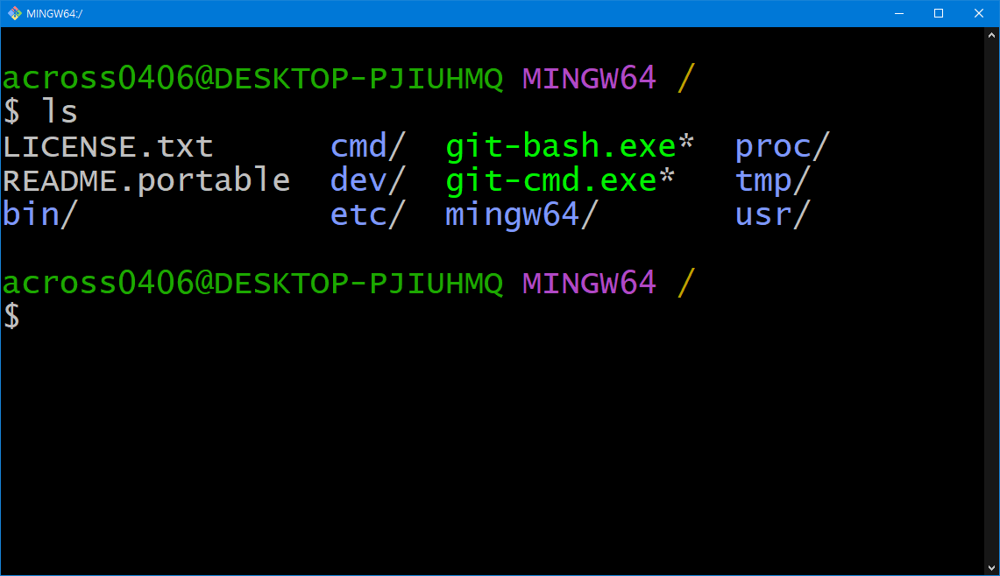 MINGW64:/
across0406@DESKTOP-PJIUHMQ MINGW64 /
$ ls
LICENSE.txt      cmd/  git-bash.exe*  proc/
README.portable  dev/  git-cmd.exe*   tmp/
bin/             etc/  mingw64/       usr/
across0406@DESKTOP-PJIUHMQ MINGW64 /
$